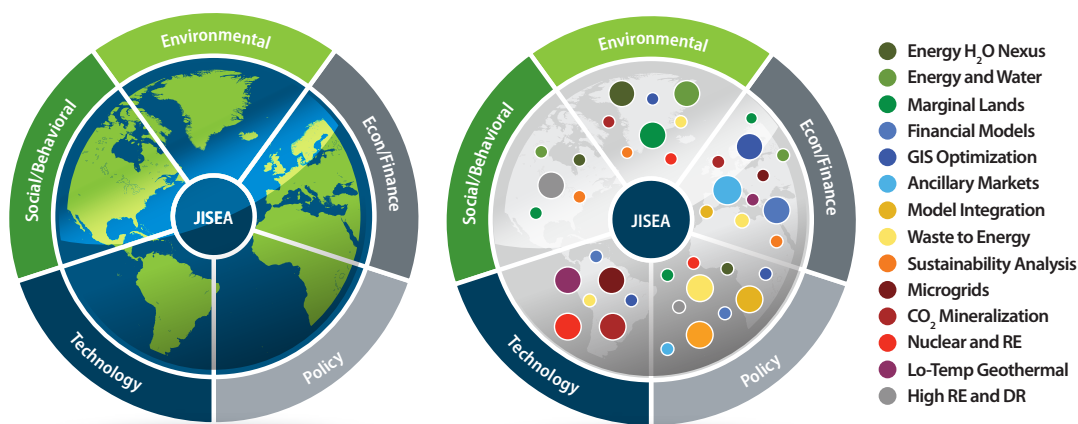 Environmental
Social/Behavioral
Econ/Finance
JISEA
Technology
Policy
Environmental
Social/Behavioral
Econ/Finance
JISEA
Technology
Policy
Energy H₂O Nexus
Energy and Water
Marginal Lands
Financial Models
GIS Optimization
Ancillary Markets
Model Integration
Waste to Energy
Sustainability Analysis
Microgrids
CO₂ Mineralization
Nuclear and RE
Lo-Temp Geothermal
High RE and DR